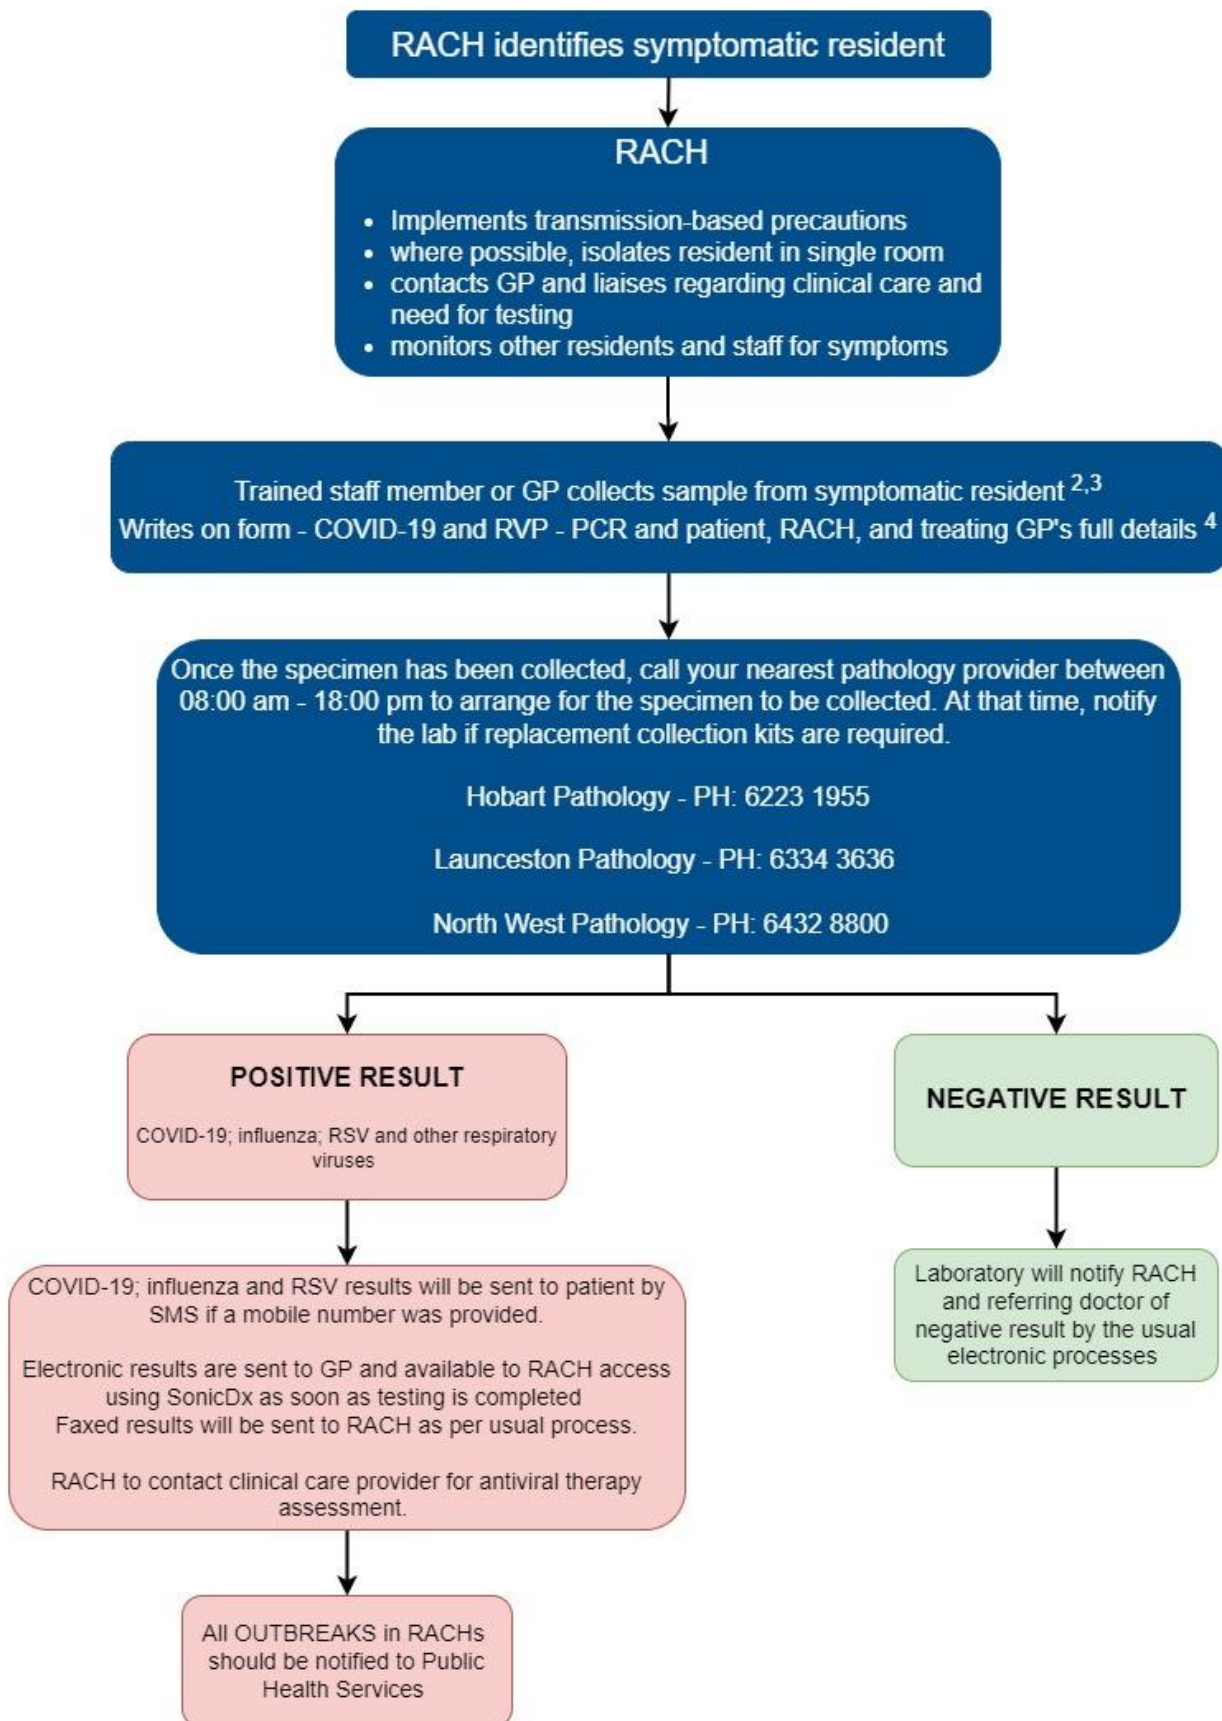 RACH identifies symptomatic resident
RACH
• Implements transmission-based precautions
• where possible, isolates resident in single room
• contacts GP and liaises regarding clinical care and
need for testing
• monitors other residents and staff for symptoms
Trained staff member or GP collects sample from symptomatic resident 2,3
Writes on form - COVID-19 and RVP - PCR and patient, RACH, and treating GP's full details 4
Once the specimen has been collected, call your nearest pathology provider between
08:00 am - 18:00 pm to arrange for the specimen to be collected. At that time, notify
the lab if replacement collection kits are required.
Hobart Pathology - PH: 6223 1955
Launceston Pathology - PH: 6334 3636
North West Pathology - PH: 6432 8800
POSITIVE RESULT
COVID-19; influenza; RSV and other respiratory
viruses
COVID-19; influenza and RSV results will be sent to patient by
SMS if a mobile number was provided.
Electronic results are sent to GP and available to RACH access
using SonicDx as soon as testing is completed
Faxed results will be sent to RACH as per usual process.
RACH to contact clinical care provider for antiviral therapy
assessment.
All OUTBREAKS in RACHs
should be notified to Public
Health Services
NEGATIVE RESULT
Laboratory will notify RACH
and referring doctor of
negative result by the usual
electronic processes